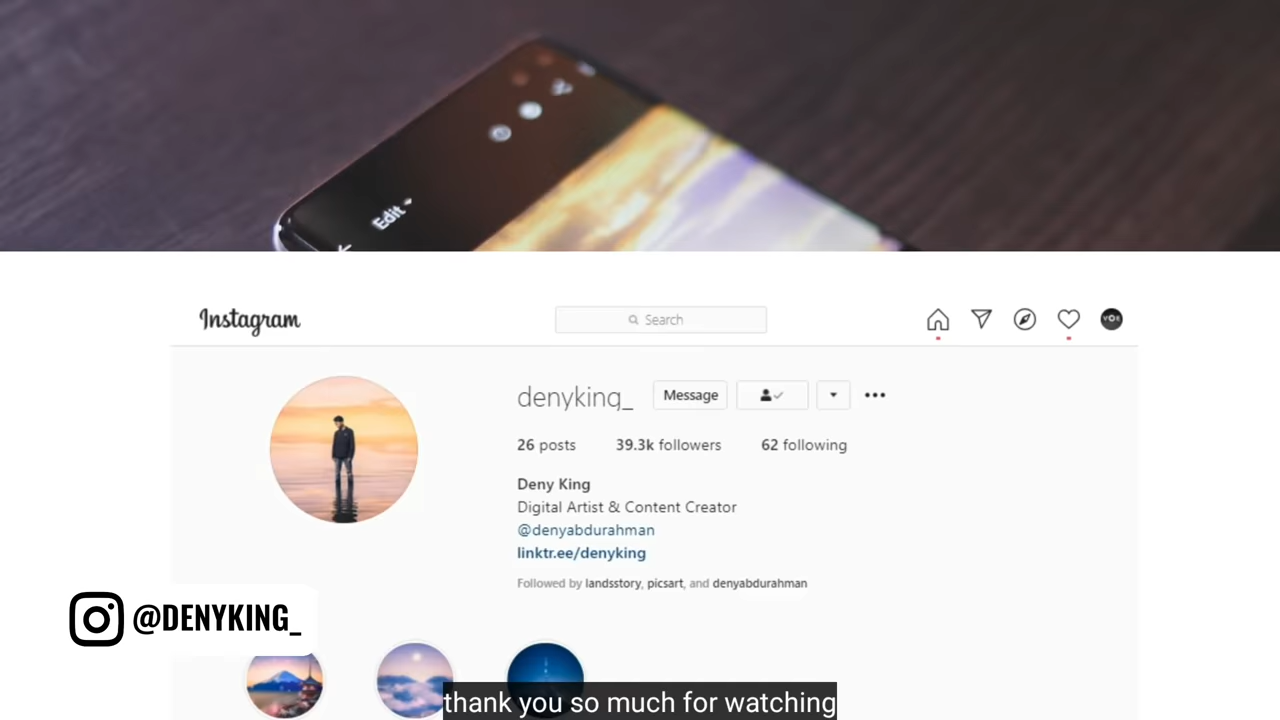 Edit
Instagram
Search
VOK
denyking_
Message
26 posts 39.3k followers 62 following
Deny King
Digital Artist & Content Creator
@denyabdurahman
linktr.ee/denyking
Followed by landsstory, picsart, and denyabdurahman
@DENYKING_
thank you so much for watching